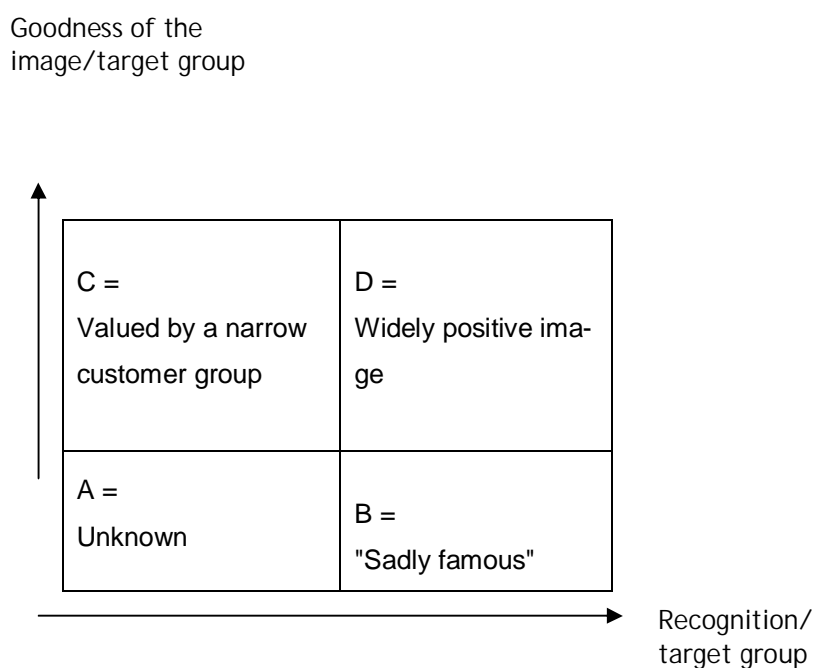 Goodness of the
image/target group
C =
Valued by a narrow
customer group
D =
Widely positive ima-
ge
A =
Unknown
B =
"Sadly famous"
Recognition/
target group